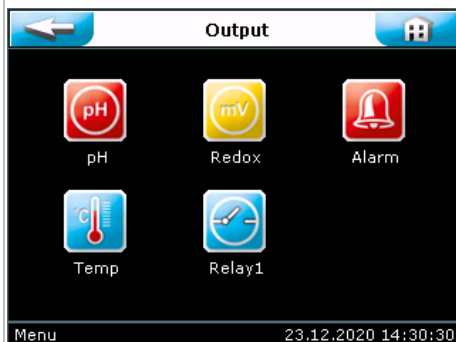 Output
pH
mV
pH
Redox
Alarm
°C
Temp
Relay1
Menu
23.12.2020 14:30:30